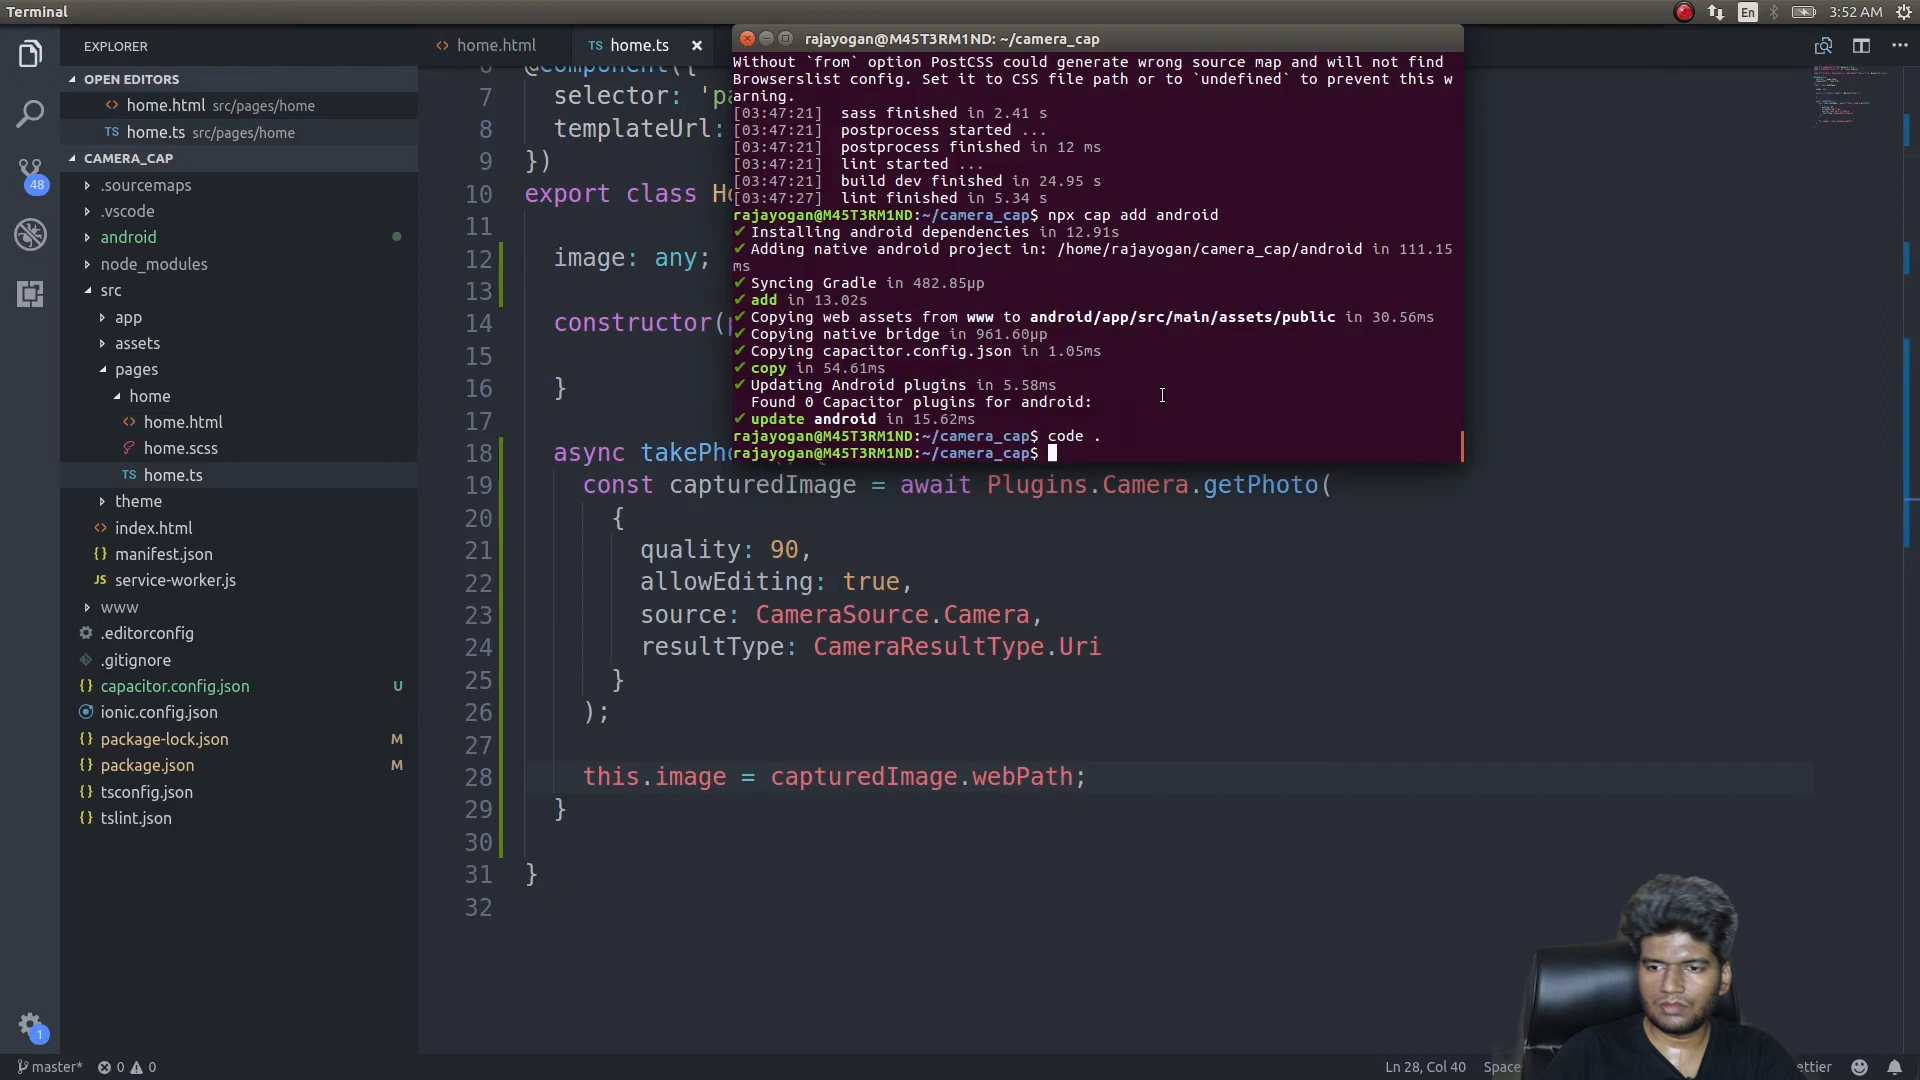 Terminal
En
3:52 AM
EXPLORER
OPEN EDITORS
home.html src/pages/home
TS home.ts src/pages/home
CAMERA_CAP
.sourcemaps
.vscode
android
node_modules
src
app
assets
pages
home
home.html
home.scss
TS home.ts
theme
index.html
manifest.json
JS service-worker.js
www
.editorconfig
.gitignore
{} capacitor.config.json U
ionic.config.json
{} package-lock.json M
{} package.json M
{} tsconfig.json
{} tslint.json
48
1
<> home.html
TS home.ts ×
7 selector: 'pa
8 templateUrl:
9 })
10 export class H
11
12 image: any;
13
14 constructor(
15
16 }
17
18 async takePh
19 const capturedImage = await Plugins.Camera.getPhoto(
20 {
21 quality: 90,
22 allowEditing: true,
23 source: CameraSource.Camera,
24 resultType: CameraResultType.Uri
25 }
26 );
27
28 this.image = capturedImage.webPath;
29 }
30
31 }
32
rajayogan@M45T3RM1ND: ~/camera_cap
Without `from` option PostCSS could generate wrong source map and will not find
Browserslist config. Set it to CSS file path or to `undefined` to prevent this w
arning.
[03:47:21] sass finished in 2.41 s
[03:47:21] postprocess started ...
[03:47:21] postprocess finished in 12 ms
[03:47:21] lint started ...
[03:47:21] build dev finished in 24.95 s
[03:47:27] lint finished in 5.34 s
rajayogan@M45T3RM1ND:~/camera_cap$ npx cap add android
✔ Installing android dependencies in 12.91s
✔ Adding native android project in: /home/rajayogan/camera_cap/android in 111.15
ms
✔ Syncing Gradle in 482.85μp
✔ add in 13.02s
✔ Copying web assets from www to android/app/src/main/assets/public in 30.56ms
✔ Copying native bridge in 961.60μp
✔ Copying capacitor.config.json in 1.05ms
✔ copy in 54.61ms
✔ Updating Android plugins in 5.58ms
Found 0 Capacitor plugins for android:
✔ update android in 15.62ms
rajayogan@M45T3RM1ND:~/camera_cap$ code .
rajayogan@M45T3RM1ND:~/camera_cap$
master* 0 0
Ln 28, Col 40